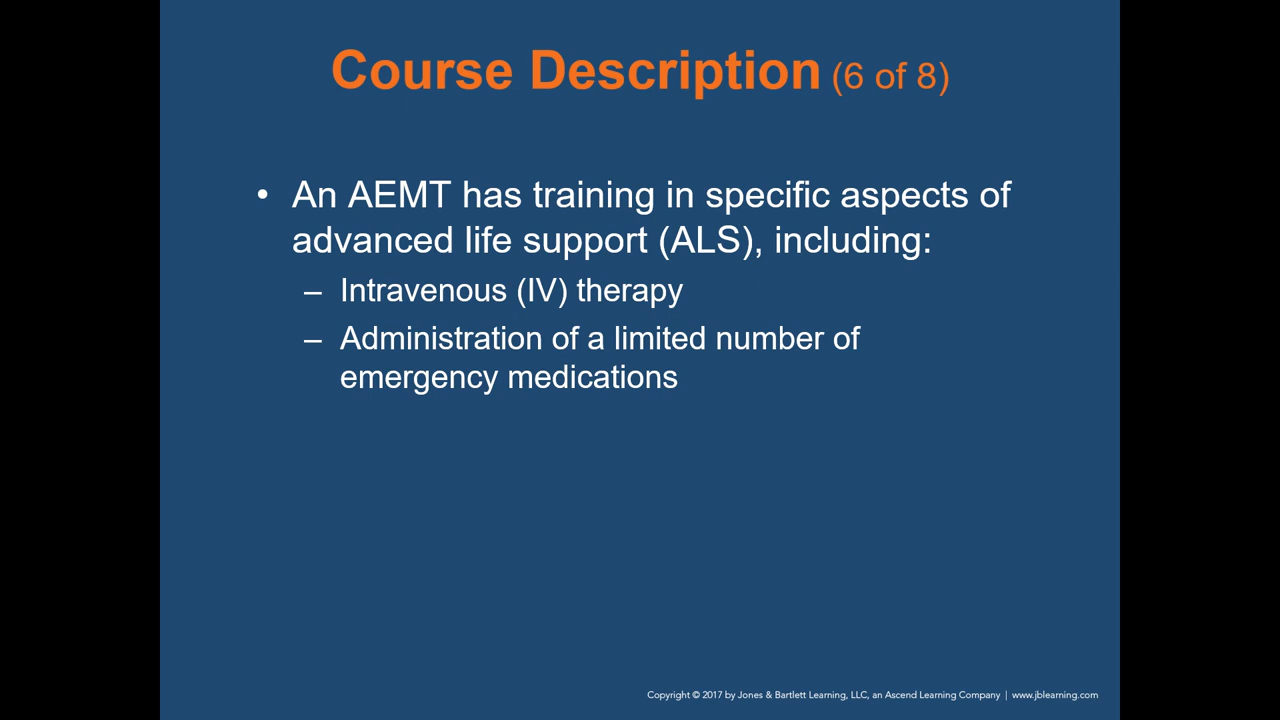 Course Description (6 of 8)
• An AEMT has training in specific aspects of
advanced life support (ALS), including:
– Intravenous (IV) therapy
– Administration of a limited number of
emergency medications
Copyright © 2017 by Jones & Bartlett Learning, LLC, an Ascend Learning Company | www.jblearning.com